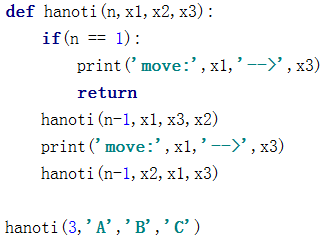 def hanoti(n,x1,x2,x3):
    if(n == 1):
        print('move:',x1,'-->',x3)
        return
    hanoti(n-1,x1,x3,x2)
    print('move:',x1,'-->',x3)
    hanoti(n-1,x2,x1,x3)
hanoti(3,'A','B','C')